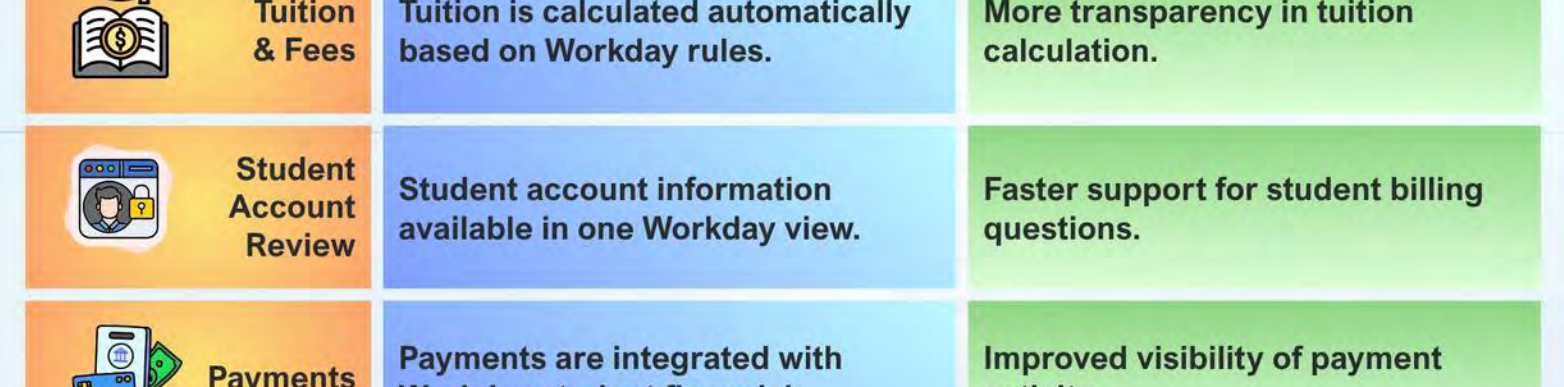 Tuition
& Fees
Tuition is calculated automatically
based on Workday rules.
More transparency in tuition
calculation.
Student
Account
Review
Student account information
available in one Workday view.
Faster support for student billing
questions.
Payments
Payments are integrated with
Improved visibility of payment